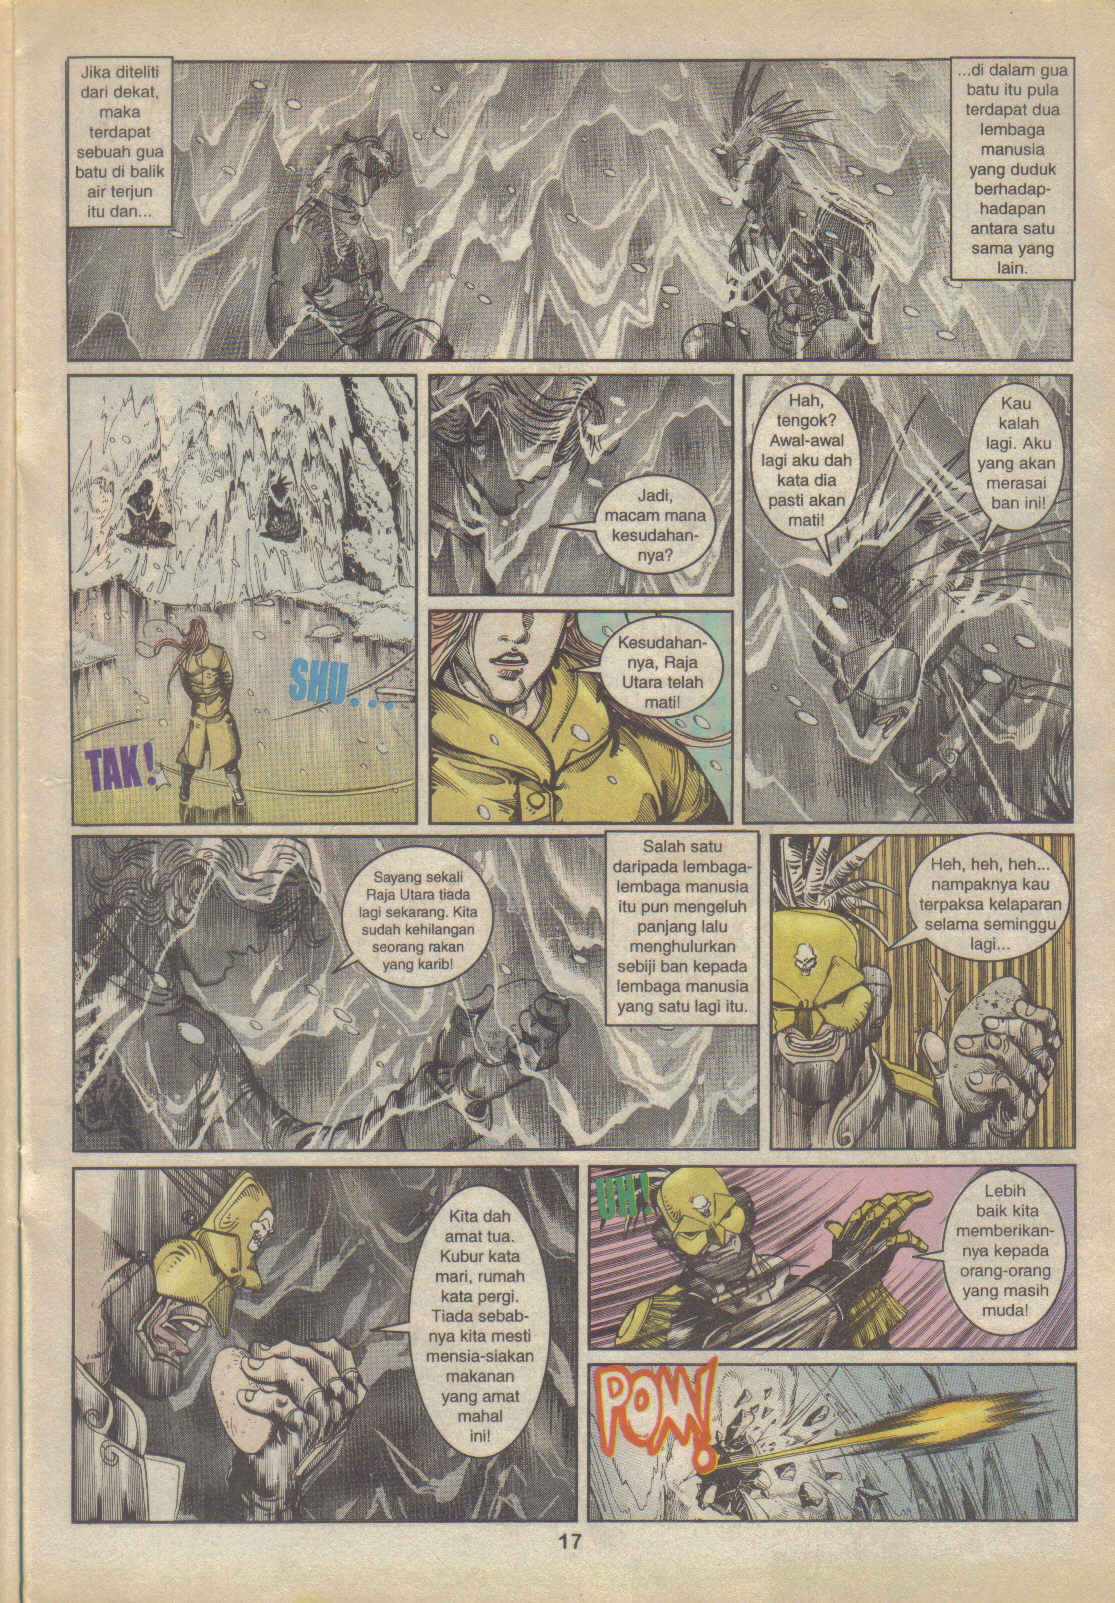 Jika diteliti
dari dekat,
maka
terdapat
sebuah gua
batu di balik
air terjun
itu dan...
...di dalam gua
batu itu pula
terdapat dua
lembaga
manusia
yang duduk
berhadap-
hadapan
antara satu
sama yang
lain.
SHU...
TAK!
Jadi,
macam mana
kesudahan-
nya?
Kesudahan-
nya, Raja
Utara telah
mati!
Hah,
tengok?
Awal-awal
lagi aku dah
kata dia
pasti akan
mati!
Kau
kalah
lagi. Aku
yang akan
merasai
ban ini!
Sayang sekali
Raja Utara tiada
lagi sekarang. Kita
sudah kehilangan
seorang rakan
yang karib!
Salah satu
daripada lembaga-
lembaga manusia
itu pun mengeluh
panjang lalu
menghulurkan
sebiji ban kepada
lembaga manusia
yang satu lagi itu.
Heh, heh, heh...
nampaknya kau
terpaksa kelaparan
selama seminggu
lagi...
Kita dah
amat tua.
Kubur kata
mari, rumah
kata pergi.
Tiada sebab-
nya kita mesti
mensia-siakan
makanan
yang amat
mahal
ini!
UH!
Lebih
baik kita
memberikan-
nya kepada
orang-orang
yang masih
muda!
POM!
17